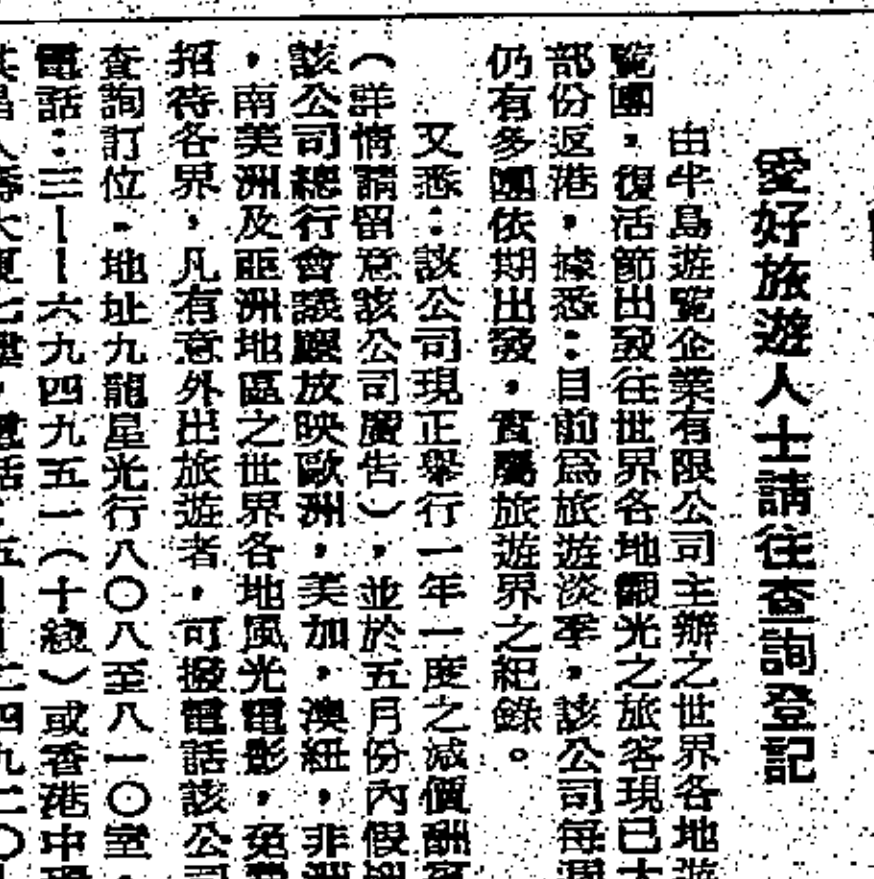 愛好旅遊人士請往查詢登記
由半島遊覽企業有限公司主辦之世界各地遊
覽團，復活節出發往世界各地觀光之旅客現已大
部份返港，據悉：目前為旅遊淡季，該公司每週
仍有多團依期出發，實屬旅遊界之紀錄。
又悉：該公司現正舉行一年一度之減價酬賓
（詳情請留意該公司廣告），並於五月份內假
該公司總行會議廳放映歐洲，美加，澳紐，非洲
，南美洲及亞洲地區之世界各地風光電影，免費
招待各界，凡有意外出旅遊者，可撥電話該公司
查詢訂位。地址九龍星光行八〇八至八一〇室，
電話：三－－六九四九五一（十綫）或香港中環
人壽大廈七樓，電話：五